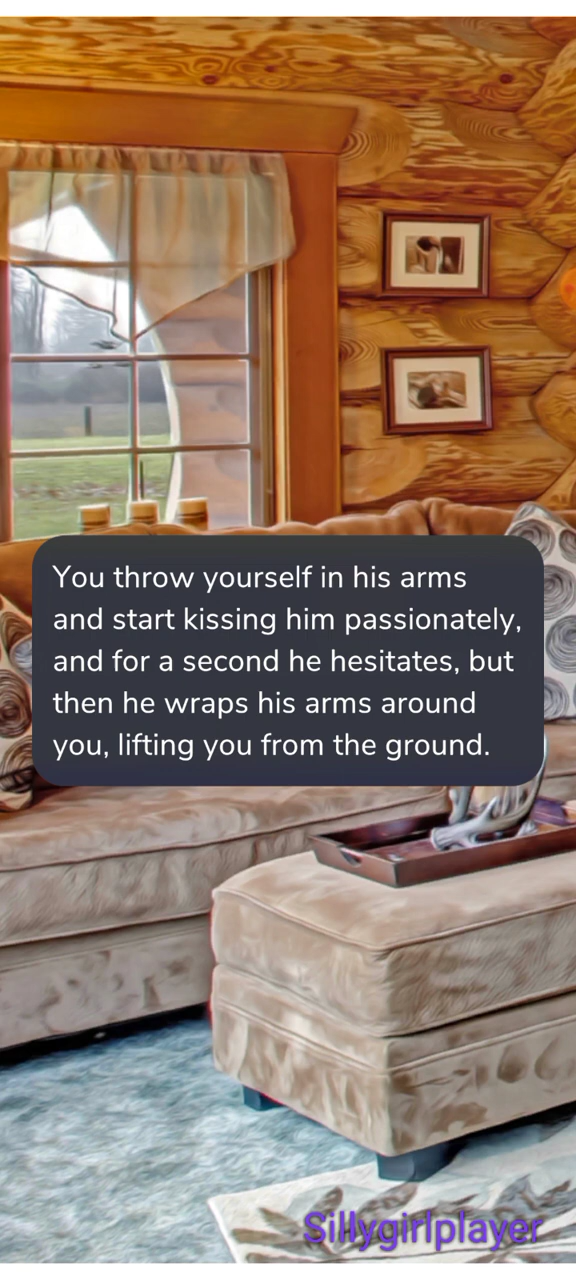 You throw yourself in his arms
and start kissing him passionately,
and for a second he hesitates, but
then he wraps his arms around
you, lifting you from the ground.
Sillygirlplayer